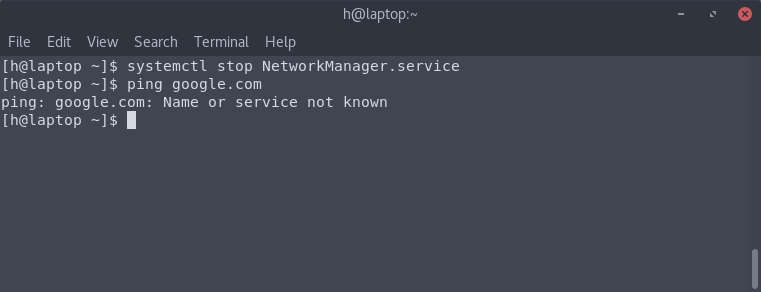 h@laptop:~
File Edit View Search Terminal Help
[h@laptop ~]$ systemctl stop NetworkManager.service
[h@laptop ~]$ ping google.com
ping: google.com: Name or service not known
[h@laptop ~]$